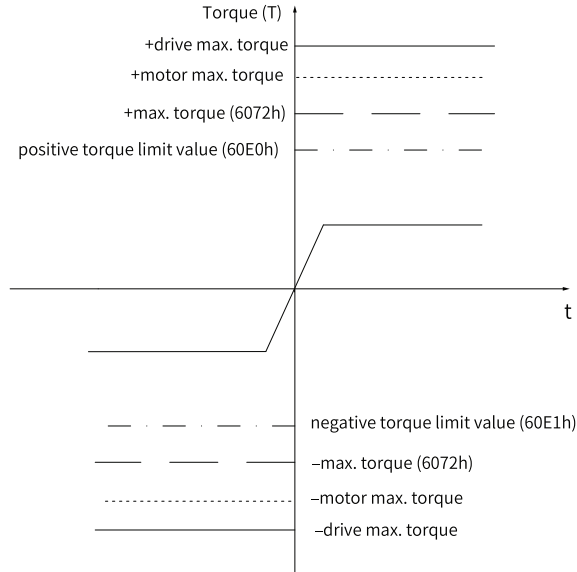 Torque (T)
+drive max. torque
+motor max. torque
+max. torque (6072h)
positive torque limit value (60E0h)
t
negative torque limit value (60E1h)
–max. torque (6072h)
–motor max. torque
–drive max. torque